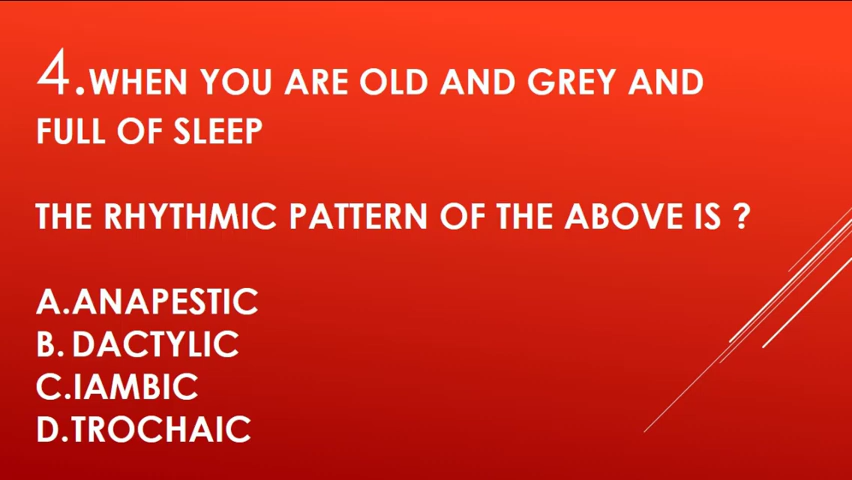 4.WHEN YOU ARE OLD AND GREY AND
FULL OF SLEEP
THE RHYTHMIC PATTERN OF THE ABOVE IS ?
A.ANAPESTIC
B. DACTYLIC
C.IAMBIC
D.TROCHAIC